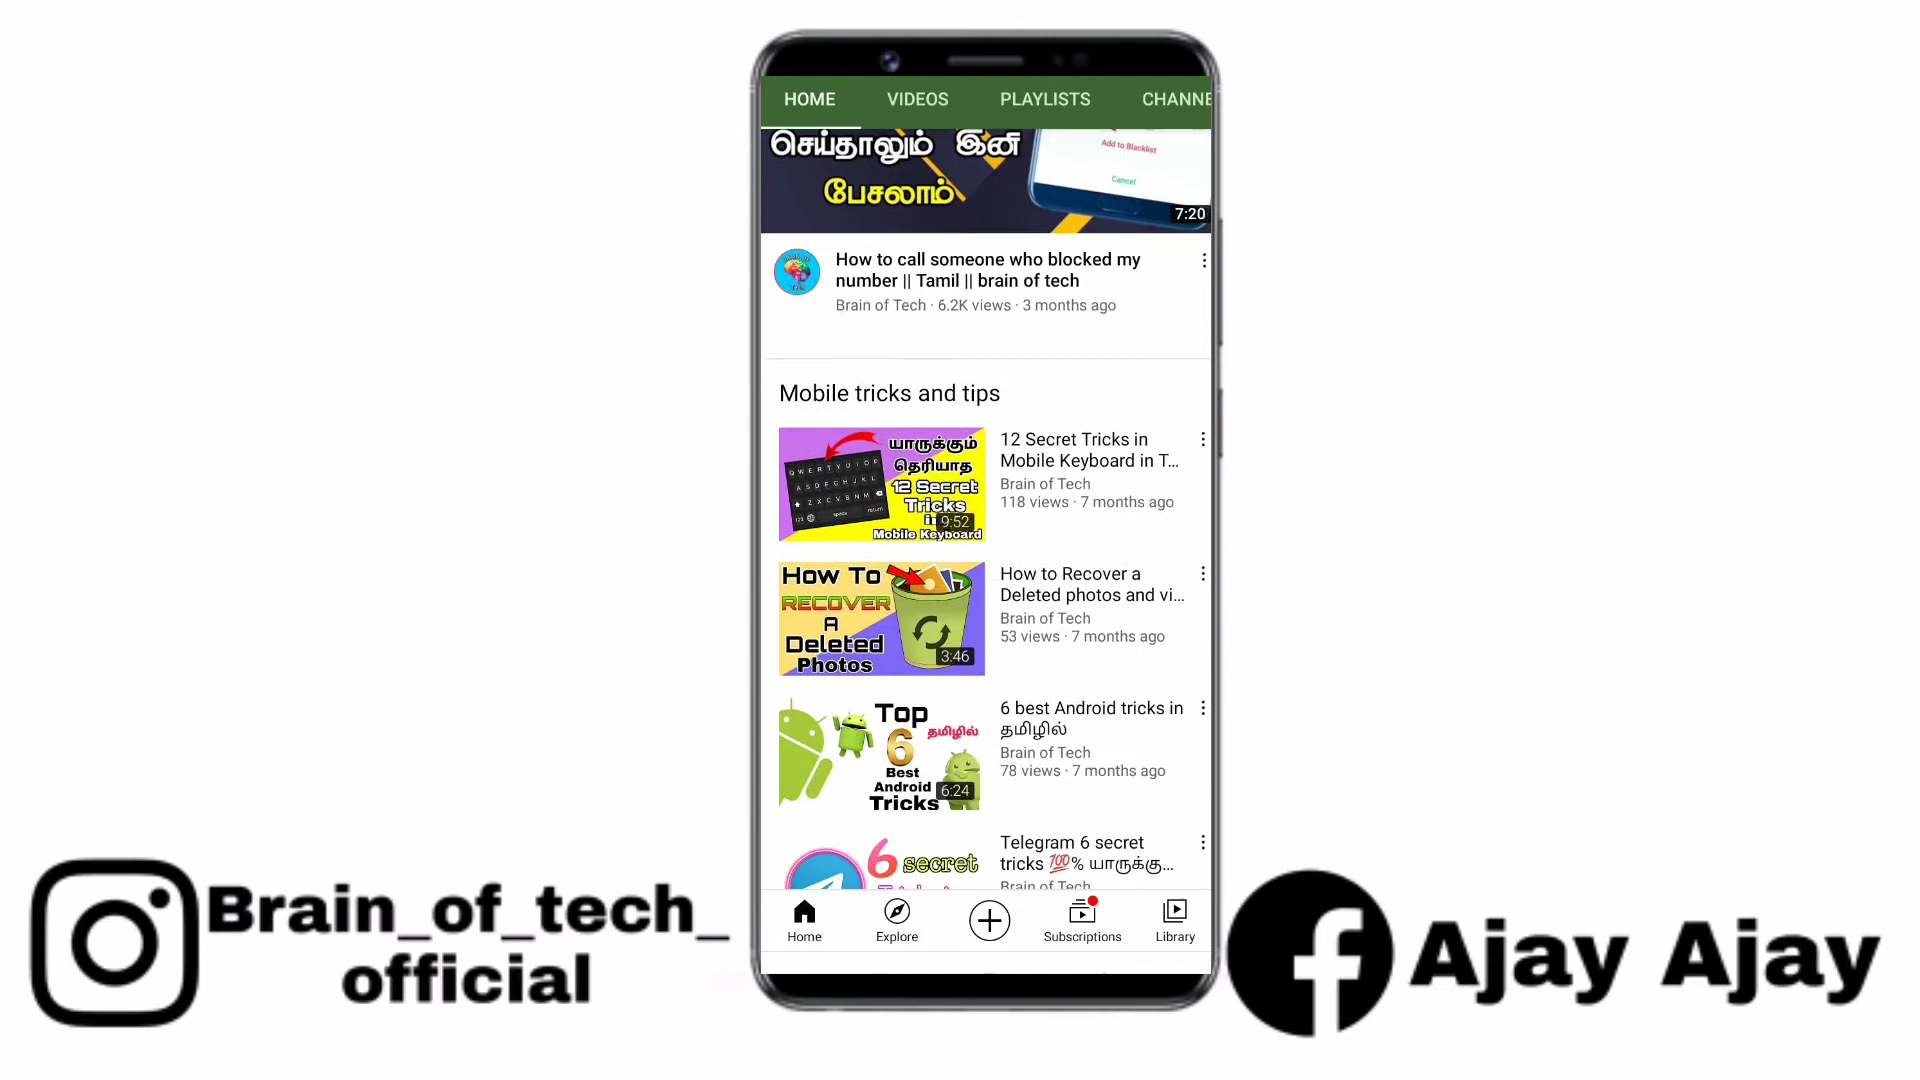 HOME VIDEOS PLAYLISTS CHANNE
செய்தாலும் இனி
பேசலாம்
Add to Blacklist
Cancel
7:20
How to call someone who blocked my
number || Tamil || brain of tech
Brain of Tech · 6.2K views · 3 months ago
Mobile tricks and tips
யாருக்கும்
தெரியாத
12 Secret
Tricks
in
Mobile Keyboard
9:52
12 Secret Tricks in
Mobile Keyboard in T...
Brain of Tech
118 views · 7 months ago
How To
RECOVER
A
Deleted
Photos
3:46
How to Recover a
Deleted photos and vi...
Brain of Tech
53 views · 7 months ago
Top
6
தமிழில்
Best
Android
Tricks
6:24
6 best Android tricks in
தமிழில்
Brain of Tech
78 views · 7 months ago
6 secret
Telegram 6 secret
tricks 💯% யாருக்கு...
Brain of Tech
Home Explore Subscriptions Library
Brain_of_tech_
official
Ajay Ajay